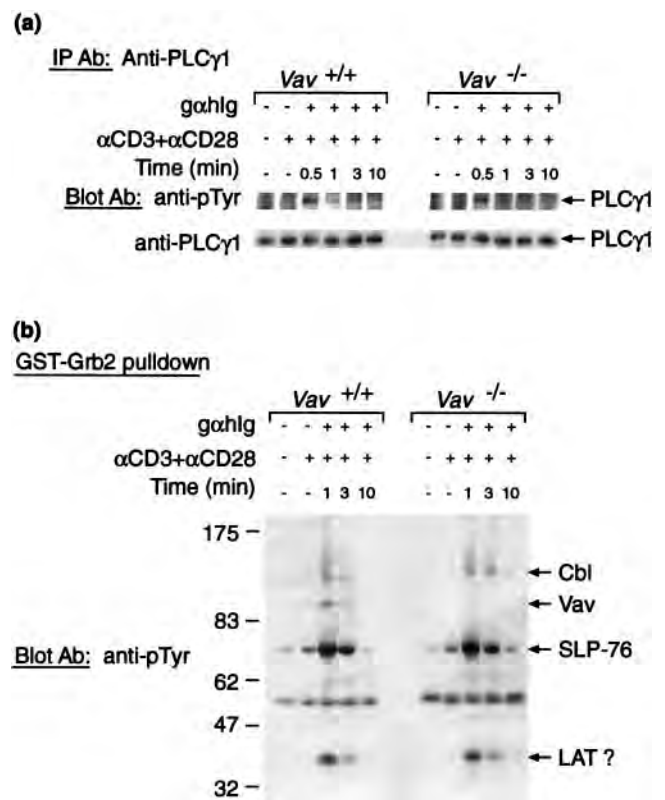 (a)
IP Ab: Anti-PLCγ1
Vav +/+ Vav -/-
gαhIg - - + + + + - - + + + +
αCD3+αCD28 - + + + + + - + + + + +
Time (min) - - 0.5 1 3 10 - - 0.5 1 3 10
Blot Ab: anti-pTyr ← PLCγ1
anti-PLCγ1 ← PLCγ1
(b)
GST-Grb2 pulldown
Vav +/+ Vav -/-
gαhIg - - + + + - - + + +
αCD3+αCD28 - + + + + - + + + +
Time (min) - - 1 3 10 - - 1 3 10
175 –
← Cbl
← Vav
83 –
Blot Ab: anti-pTyr ← SLP-76
62 –
47 –
← LAT ?
32 –